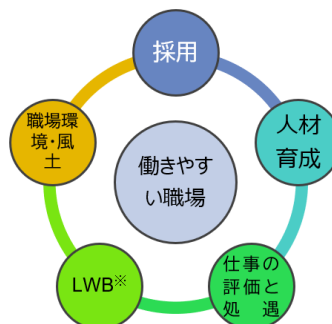 採用
人材
育成
仕事の
評価と
処遇
LWB※
職場環
境・風
土
働きやす
い職場